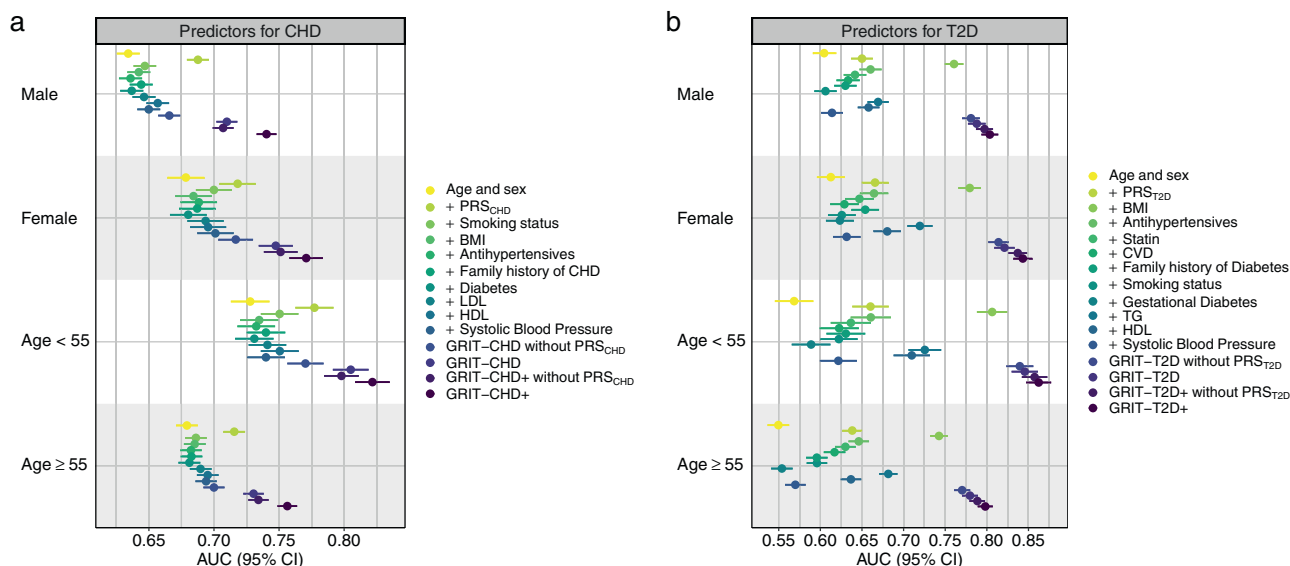 a
Predictors for CHD
Male
Female
Age < 55
Age ≥ 55
0.65 0.70 0.75 0.80
AUC (95% CI)
Age and sex
+ PRSCHD
+ Smoking status
+ BMI
+ Antihypertensives
+ Family history of CHD
+ Diabetes
+ LDL
+ HDL
+ Systolic Blood Pressure
GRIT−CHD without PRSCHD
GRIT−CHD
GRIT−CHD+ without PRSCHD
GRIT−CHD+
b
Predictors for T2D
Male
Female
Age < 55
Age ≥ 55
0.55 0.60 0.65 0.70 0.75 0.80 0.85
AUC (95% CI)
Age and sex
+ PRST2D
+ BMI
+ Antihypertensives
+ Statin
+ CVD
+ Family history of Diabetes
+ Smoking status
+ Gestational Diabetes
+ TG
+ HDL
+ Systolic Blood Pressure
GRIT−T2D without PRST2D
GRIT−T2D
GRIT−T2D+ without PRST2D
GRIT−T2D+